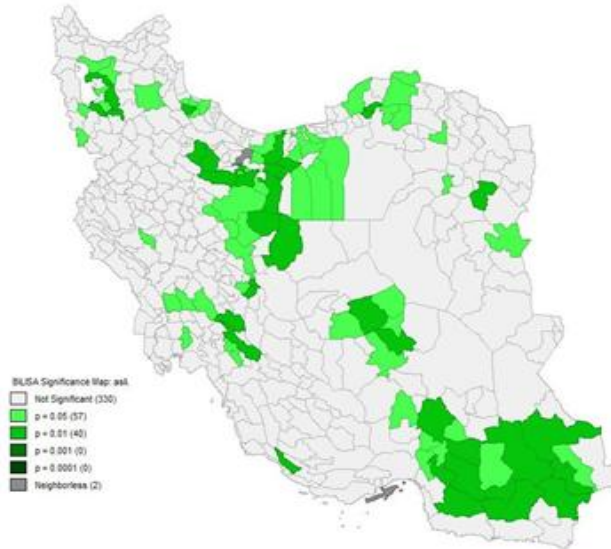 BiLISA Significance Map: asli,
Not Significant (330)
p = 0.05 (57)
p = 0.01 (40)
p = 0.001 (0)
p = 0.0001 (0)
Neighborless (2)